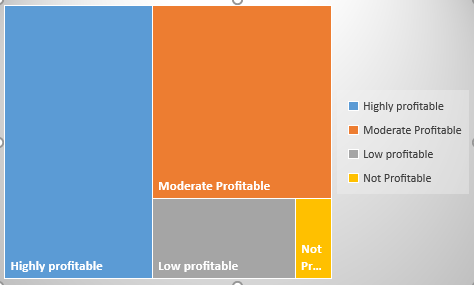 Moderate Profitable
Highly profitable
Low profitable
Not
Pr...
Highly profitable
Moderate Profitable
Low profitable
Not Profitable